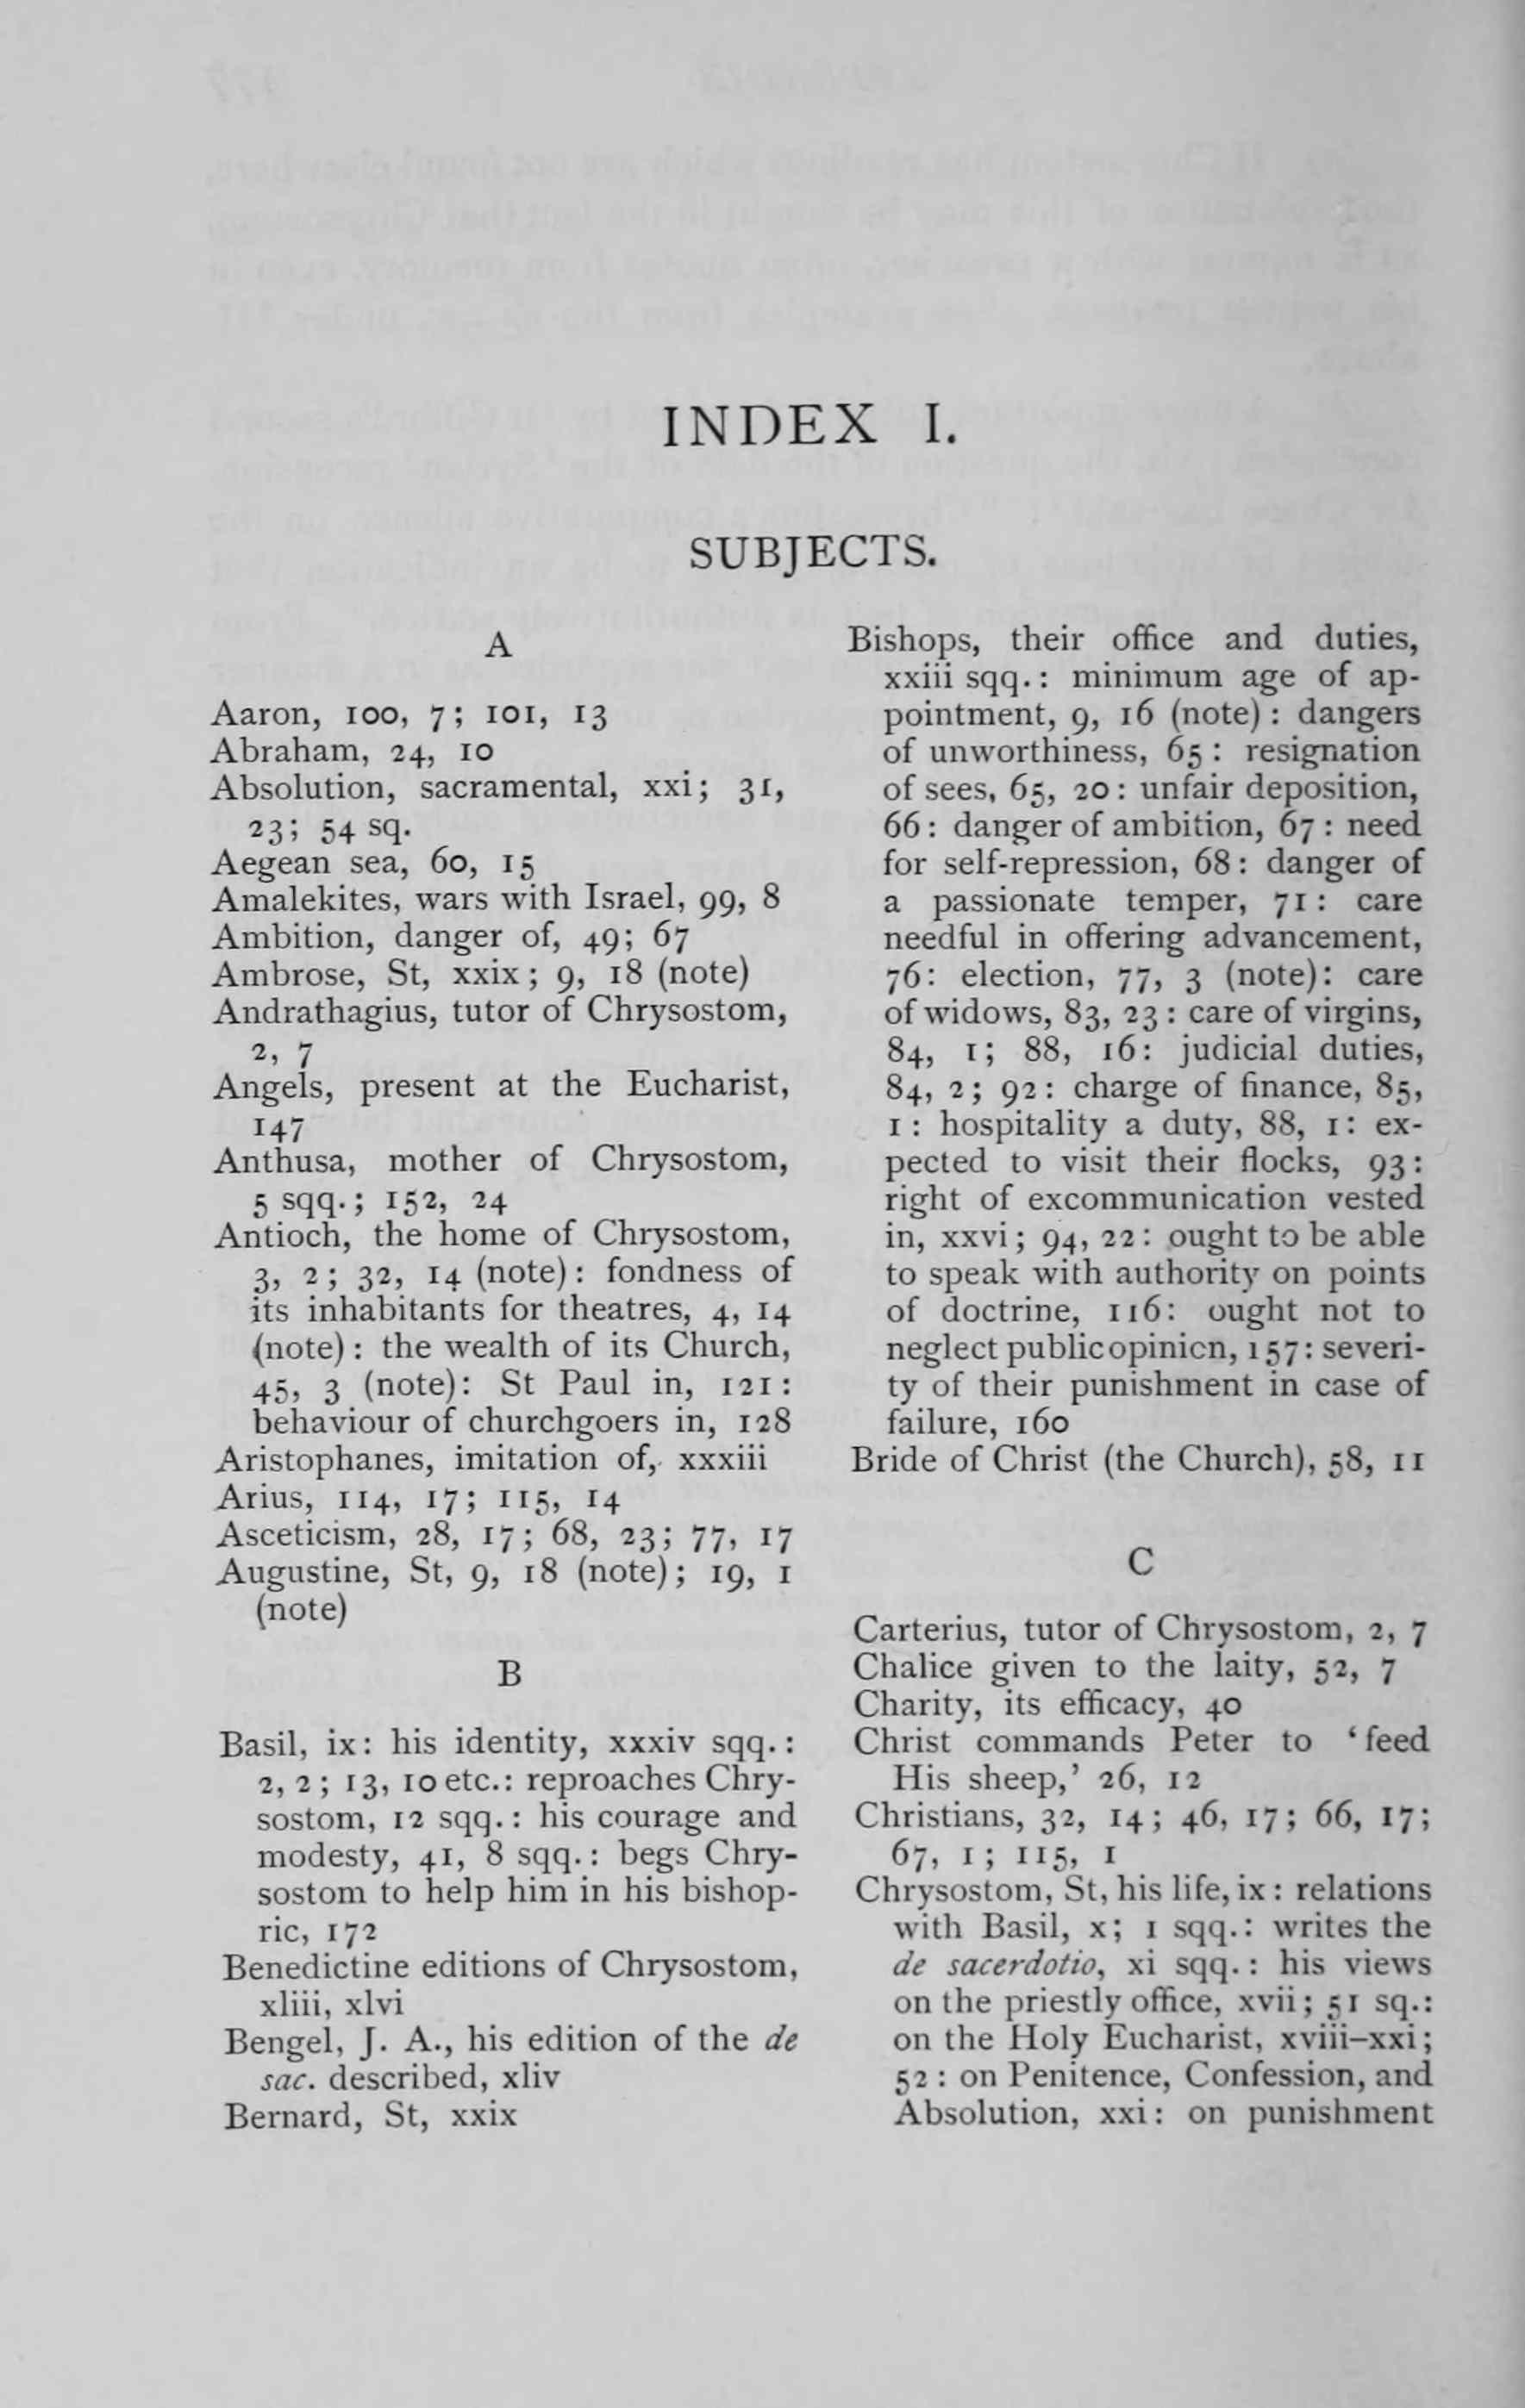 INDEX I.
SUBJECTS.
A
Aaron, 100, 7; 101, 13
Abraham, 24, 10
Absolution, sacramental, xxi; 31,
23; 54 sq.
Aegean sea, 60, 15
Amalekites, wars with Israel, 99, 8
Ambition, danger of, 49; 67
Ambrose, St, xxix; 9, 18 (note)
Andrathagius, tutor of Chrysostom,
2, 7
Angels, present at the Eucharist,
147
Anthusa, mother of Chrysostom,
5 sqq.; 152, 24
Antioch, the home of Chrysostom,
3, 2; 32, 14 (note): fondness of
its inhabitants for theatres, 4, 14
(note): the wealth of its Church,
45, 3 (note): St Paul in, 121:
behaviour of churchgoers in, 128
Aristophanes, imitation of, xxxiii
Arius, 114, 17; 115, 14
Asceticism, 28, 17; 68, 23; 77, 17
Augustine, St, 9, 18 (note); 19, 1
(note)
B
Basil, ix: his identity, xxxiv sqq.:
2, 2; 13, 10 etc.: reproaches Chry-
sostom, 12 sqq.: his courage and
modesty, 41, 8 sqq.: begs Chry-
sostom to help him in his bishop-
ric, 172
Benedictine editions of Chrysostom,
xliii, xlvi
Bengel, J. A., his edition of the de
sac. described, xliv
Bernard, St, xxix
Bishops, their office and duties,
xxiii sqq.: minimum age of ap-
pointment, 9, 16 (note): dangers
of unworthiness, 65: resignation
of sees, 65, 20: unfair deposition,
66: danger of ambition, 67: need
for self-repression, 68: danger of
a passionate temper, 71: care
needful in offering advancement,
76: election, 77, 3 (note): care
of widows, 83, 23: care of virgins,
84, 1; 88, 16: judicial duties,
84, 2; 92: charge of finance, 85,
1: hospitality a duty, 88, 1: ex-
pected to visit their flocks, 93:
right of excommunication vested
in, xxvi; 94, 22: ought to be able
to speak with authority on points
of doctrine, 116: ought not to
neglect public opinion, 157: severi-
ty of their punishment in case of
failure, 160
Bride of Christ (the Church), 58, 11
C
Carterius, tutor of Chrysostom, 2, 7
Chalice given to the laity, 52, 7
Charity, its efficacy, 40
Christ commands Peter to ‘feed
His sheep,’ 26, 12
Christians, 32, 14; 46, 17; 66, 17;
67, 1; 115, 1
Chrysostom, St, his life, ix: relations
with Basil, x; 1 sqq.: writes the
de sacerdotio, xi sqq.: his views
on the priestly office, xvii; 51 sq.:
on the Holy Eucharist, xviii–xxi;
52: on Penitence, Confession, and
Absolution, xxi: on punishment